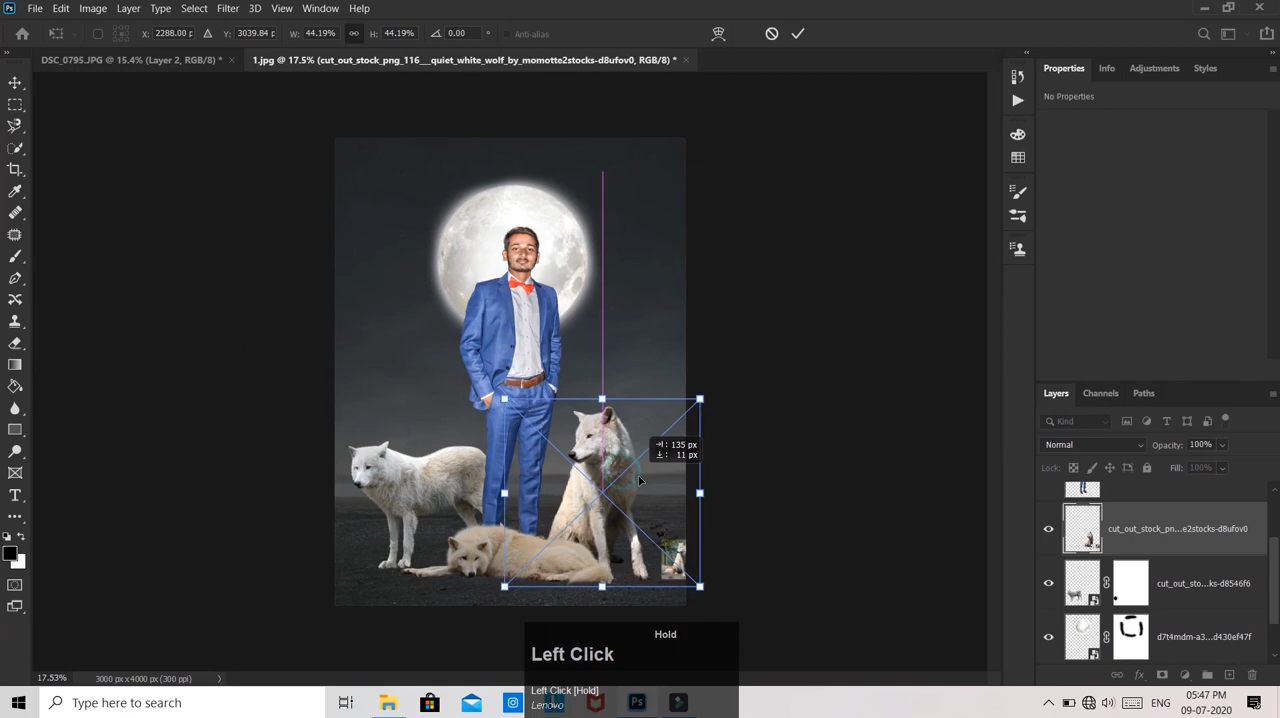 Ps File Edit Image Layer Type Select Filter 3D View Window Help
X: 2288.00 p Y: 3039.84 p W: 44.19% H: 44.19% 0.00 ° Anti-alias
DSC_0795.JPG @ 15.4% (Layer 2, RGB/8) * × 1.jpg @ 17.5% (cut_out_stock_png_116__quiet_white_wolf_by_momotte2stocks-d8ufov0, RGB/8) * ×
Properties Info Adjustments Styles
No Properties
135 px
11 px
Layers Channels Paths
Kind
Normal Opacity: 100%
Lock: Fill: 100%
cut_out_stock_pn...e2stocks-d8ufov0
cut_out_sto...ks-d8546f6
d7t4mdm-a3...d430ef47f
Hold
Left Click
Left Click [Hold]
Lenovo
17.53% 3000 px x 4000 px (300 ppi)
Type here to search
Ps
05:47 PM
09-07-2020